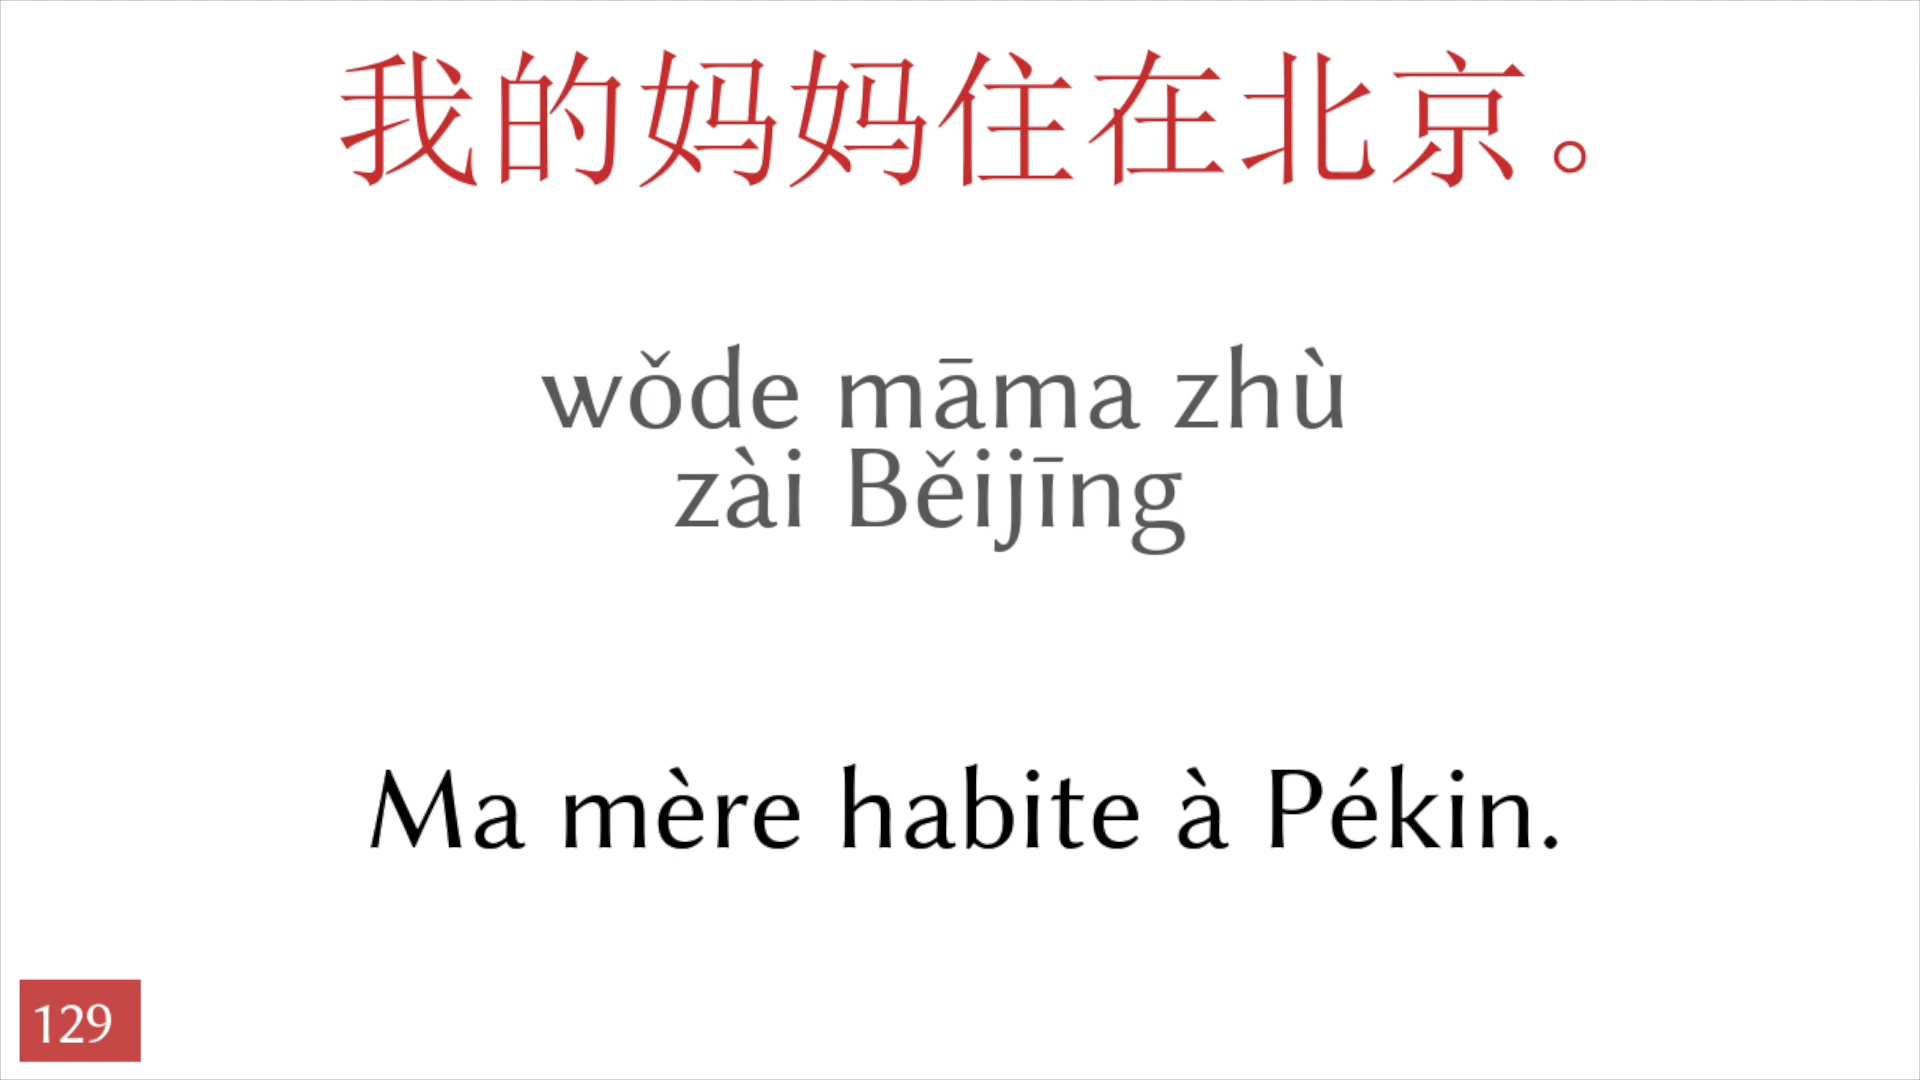 我的妈妈住在北京。
wǒde māma zhù
zài Běijīng
Ma mère habite à Pékin.
129